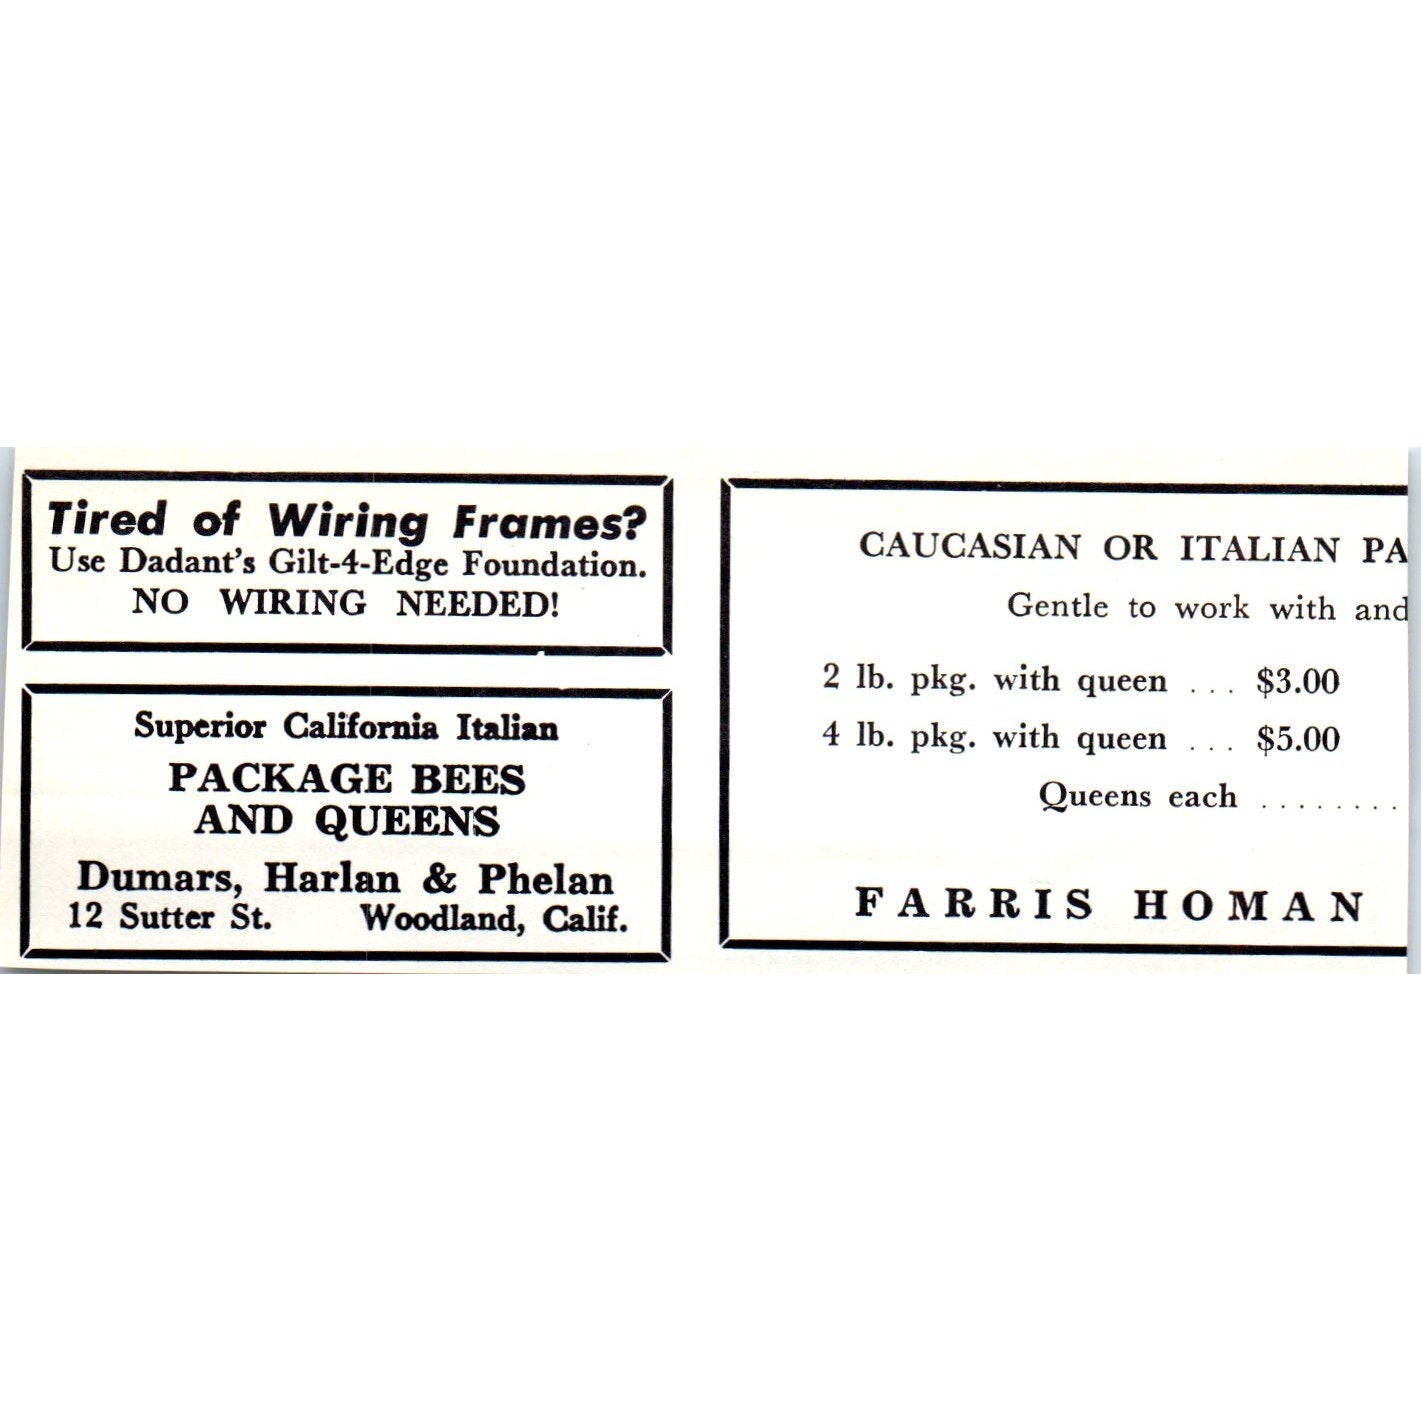 Tired of Wiring Frames?
Use Dadant's Gilt-4-Edge Foundation.
NO WIRING NEEDED!
Superior California Italian
PACKAGE BEES
AND QUEENS
Dumars, Harlan & Phelan
12 Sutter St. Woodland, Calif.
CAUCASIAN OR ITALIAN PA
Gentle to work with and
2 lb. pkg. with queen ... $3.00
4 lb. pkg. with queen ... $5.00
Queens each ........
FARRIS HOMAN